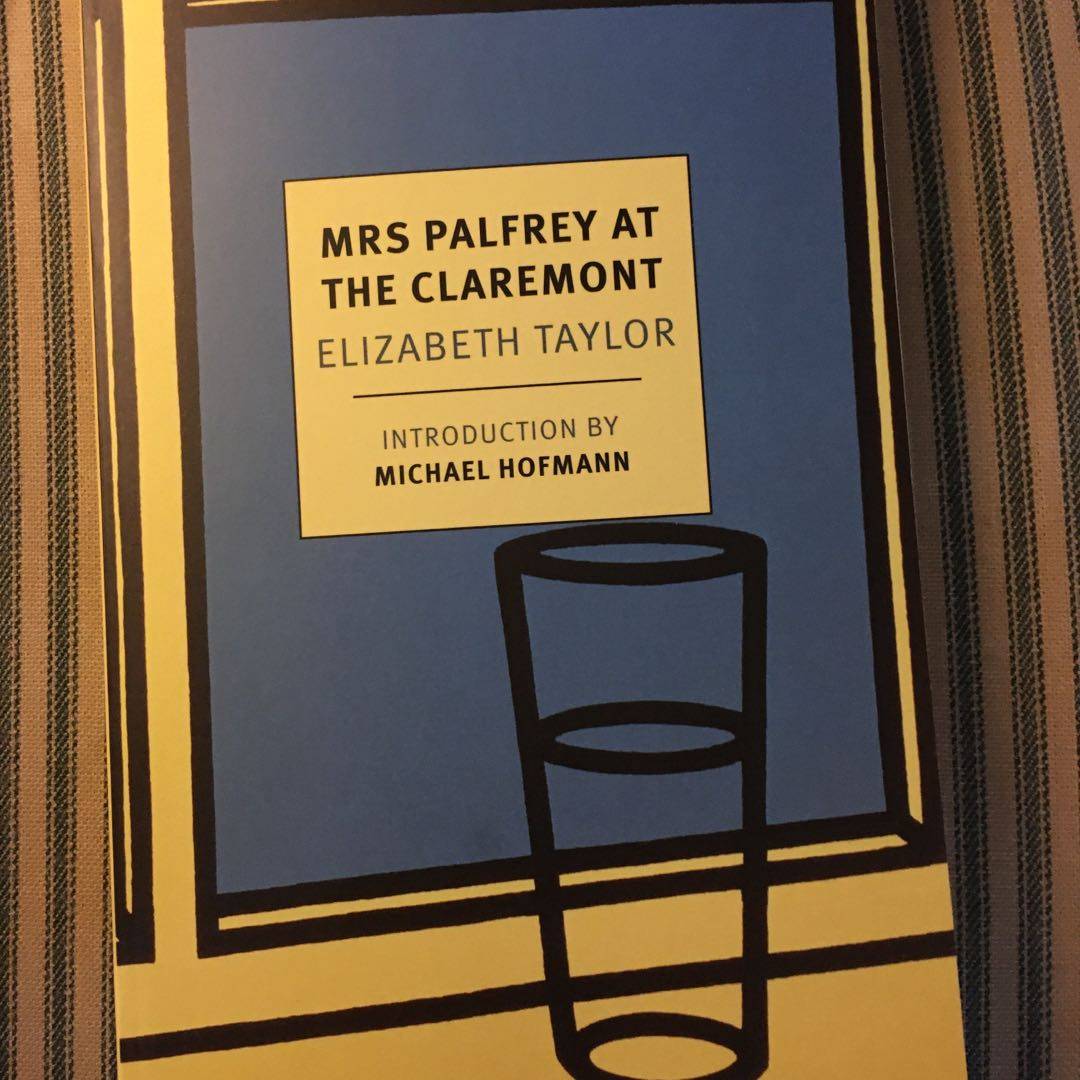 MRS PALFREY AT
THE CLAREMONT
ELIZABETH TAYLOR
INTRODUCTION BY
MICHAEL HOFMANN